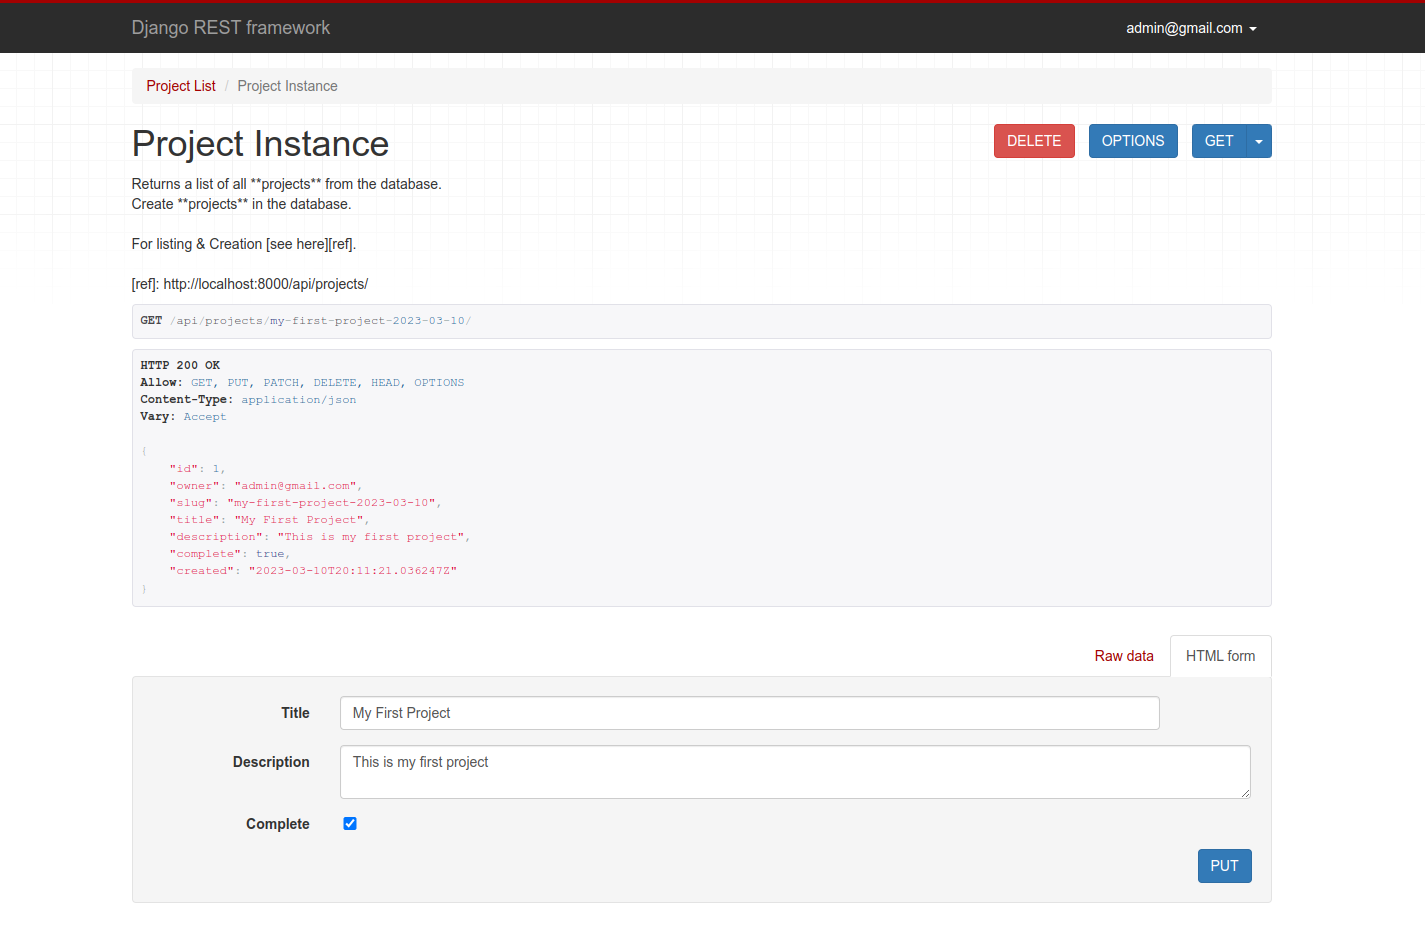 Django REST framework
admin@gmail.com
Project List / Project Instance
Project Instance
DELETE
OPTIONS
GET
Returns a list of all **projects** from the database.
Create **projects** in the database.
For listing & Creation [see here][ref].
[ref]: http://localhost:8000/api/projects/
GET /api/projects/my-first-project-2023-03-10/
HTTP 200 OK
Allow: GET, PUT, PATCH, DELETE, HEAD, OPTIONS
Content-Type: application/json
Vary: Accept
{
"id": 1,
"owner": "admin@gmail.com",
"slug": "my-first-project-2023-03-10",
"title": "My First Project",
"description": "This is my first project",
"complete": true,
"created": "2023-03-10T20:11:21.036247Z"
}
Raw data
HTML form
Title
My First Project
Description
This is my first project
Complete
PUT